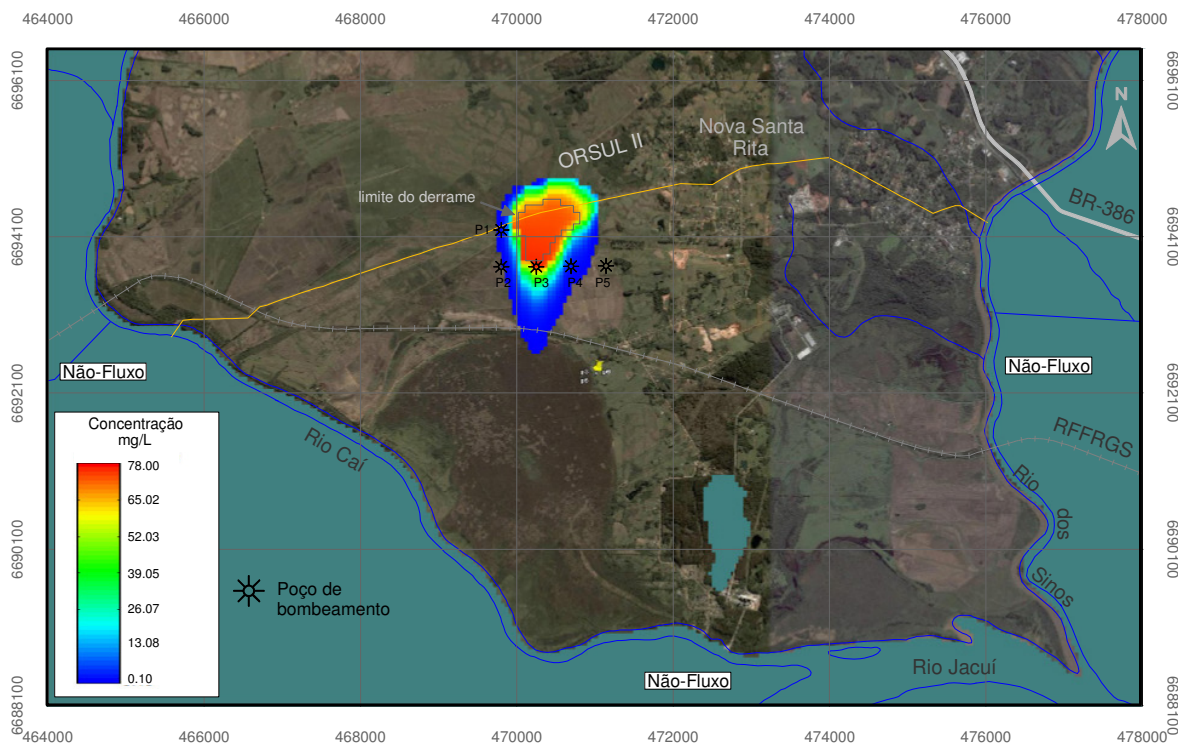 464000
466000
468000
470000
472000
474000
476000
478000
6696100
6696100
N
Nova Santa
Rita
ORSUL II
limite do derrame
BR-386
P1
6694100
6694100
P2
P3
P4
P5
Não-Fluxo
Não-Fluxo
6692100
6692100
Concentração
mg/L
78.00
65.02
52.03
39.05
26.07
13.08
0.10
Rio Caí
RFFRGS
Rio
dos
Sinos
6690100
6690100
Poço de
bombeamento
Rio Jacuí
Não-Fluxo
6688100
6688100
464000
466000
468000
470000
472000
474000
476000
478000